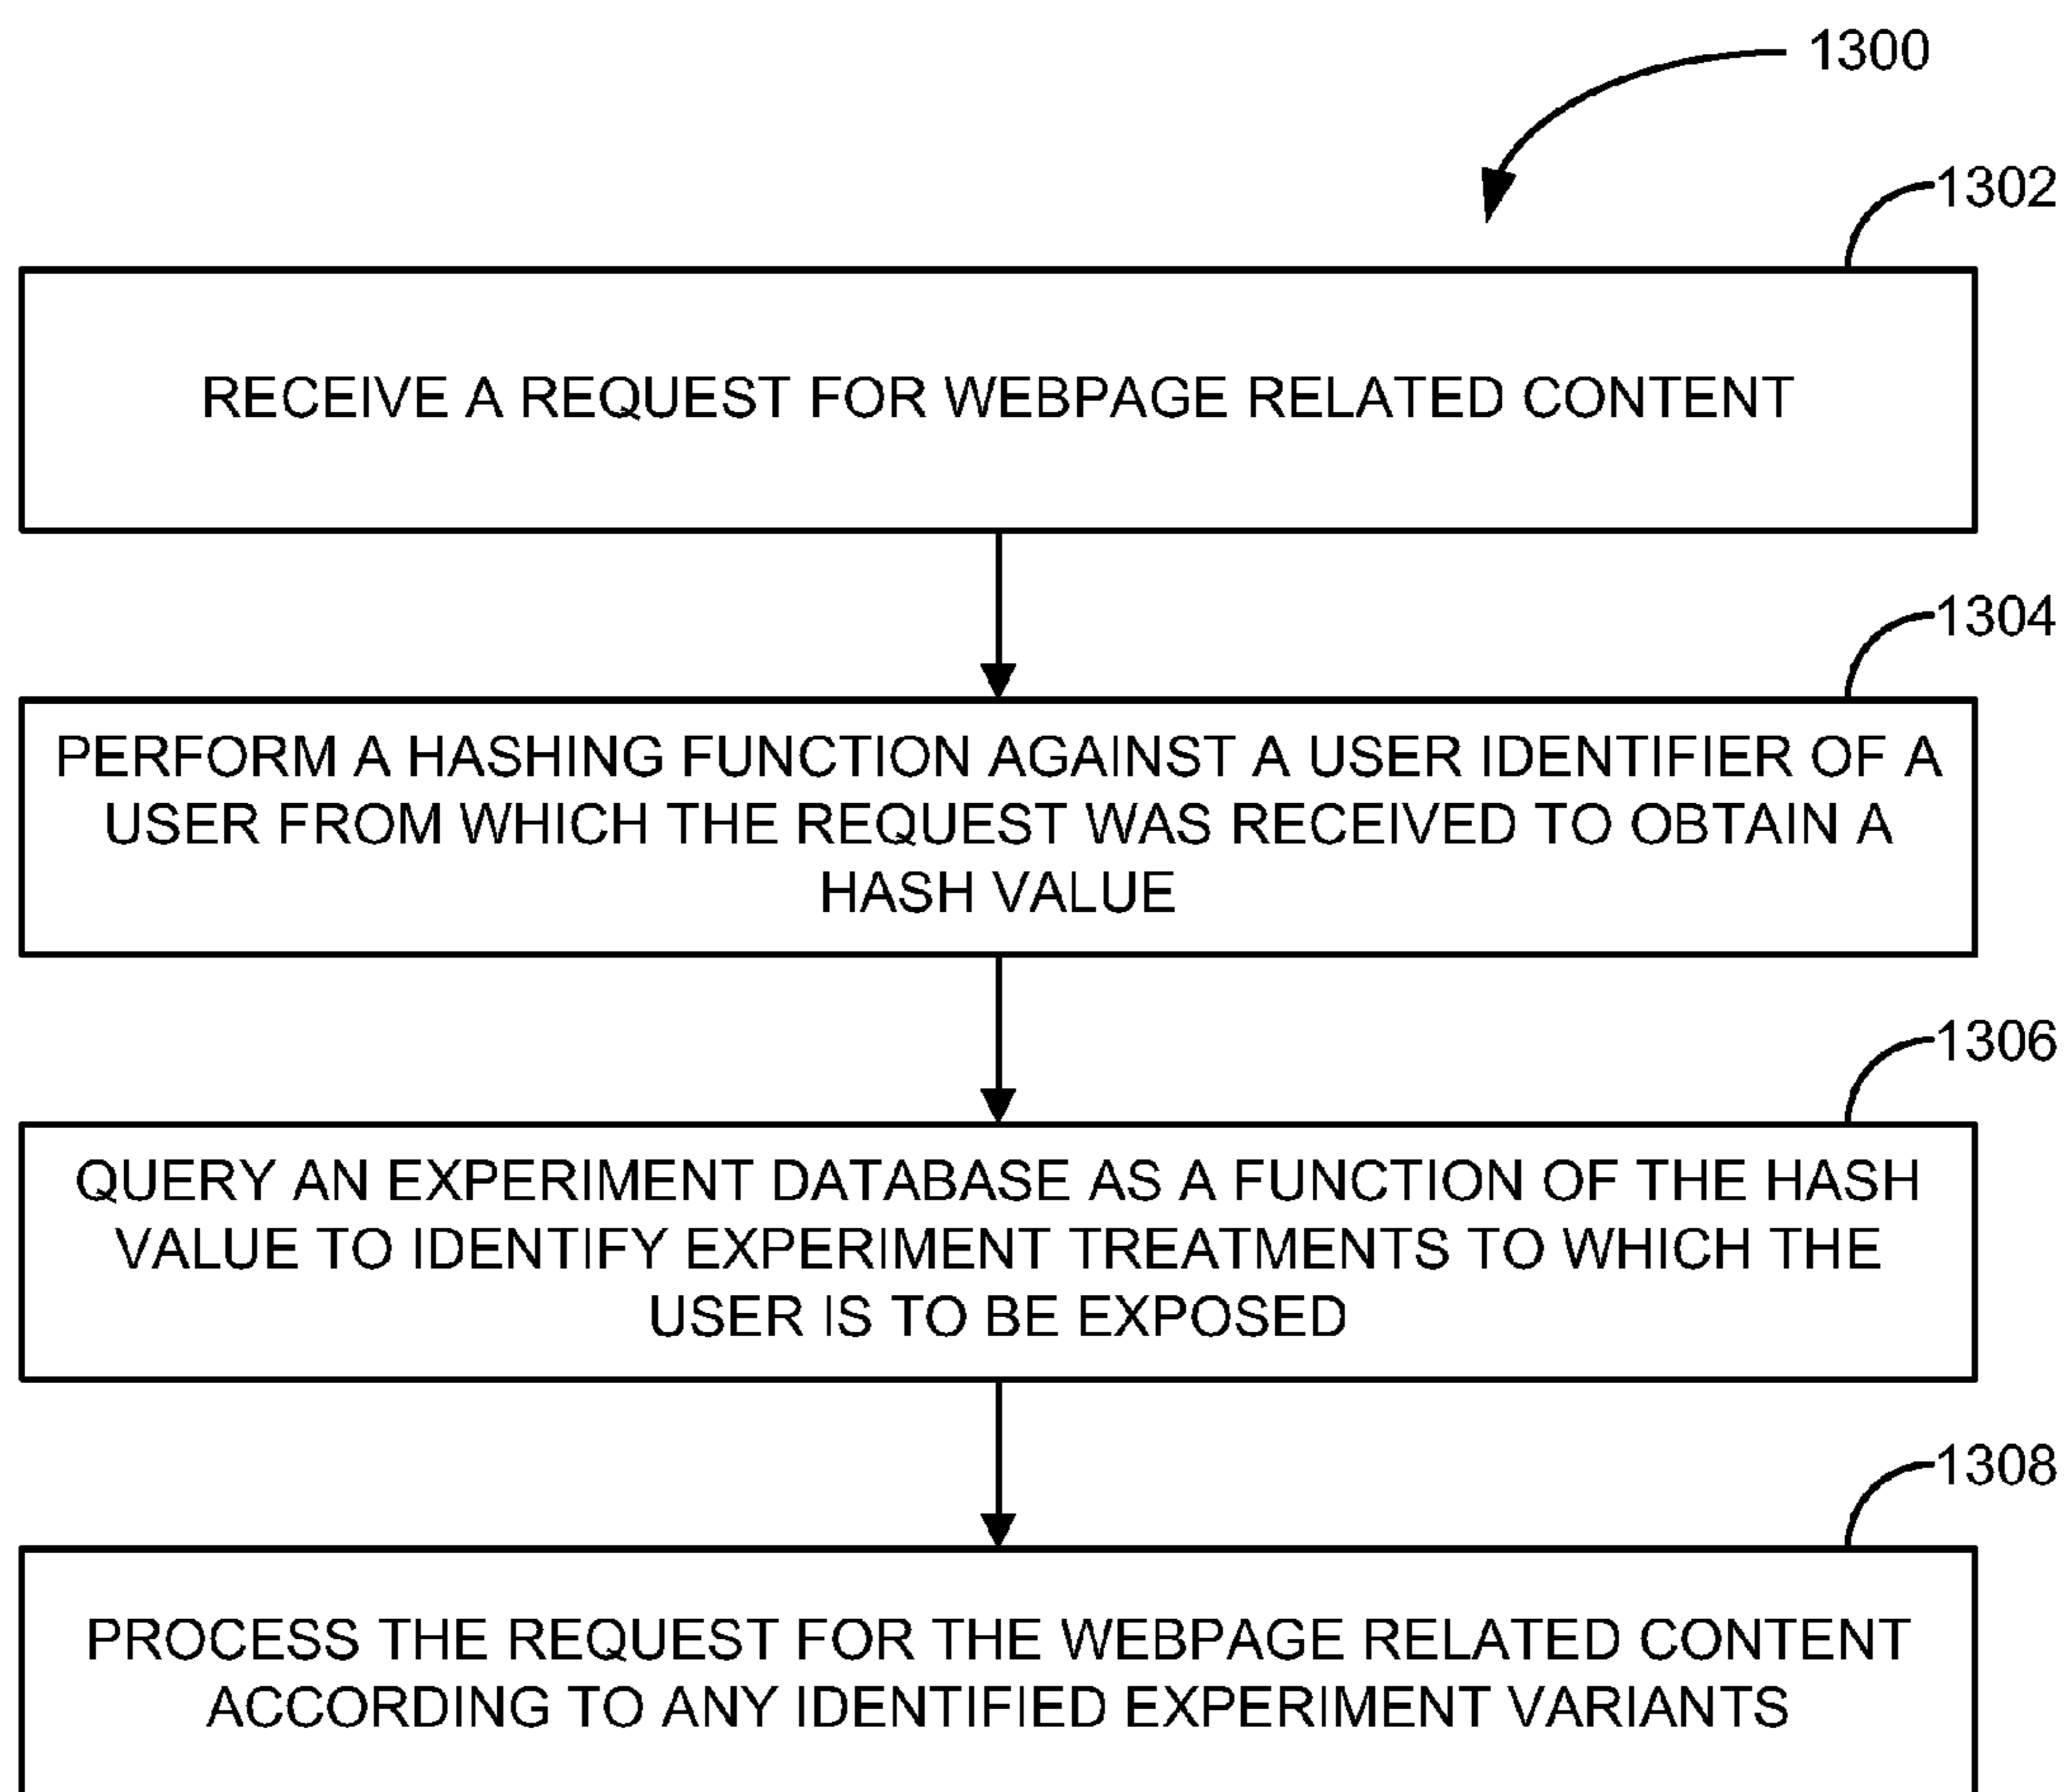 1300
1302
RECEIVE A REQUEST FOR WEBPAGE RELATED CONTENT
1304
PERFORM A HASHING FUNCTION AGAINST A USER IDENTIFIER OF A
USER FROM WHICH THE REQUEST WAS RECEIVED TO OBTAIN A
HASH VALUE
1306
QUERY AN EXPERIMENT DATABASE AS A FUNCTION OF THE HASH
VALUE TO IDENTIFY EXPERIMENT TREATMENTS TO WHICH THE
USER IS TO BE EXPOSED
1308
PROCESS THE REQUEST FOR THE WEBPAGE RELATED CONTENT
ACCORDING TO ANY IDENTIFIED EXPERIMENT VARIANTS